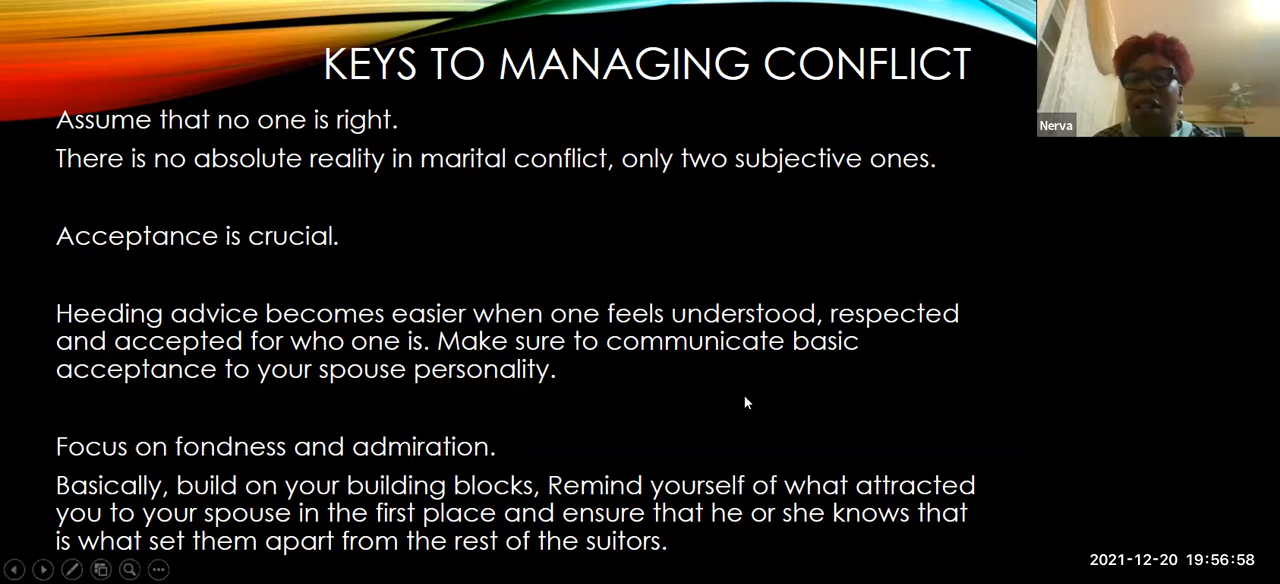 KEYS TO MANAGING CONFLICT
Nerva
Assume that no one is right.
There is no absolute reality in marital conflict, only two subjective ones.
Acceptance is crucial.
Heeding advice becomes easier when one feels understood, respected
and accepted for who one is. Make sure to communicate basic
acceptance to your spouse personality.
Focus on fondness and admiration.
Basically, build on your building blocks, Remind yourself of what attracted
you to your spouse in the first place and ensure that he or she knows that
is what set them apart from the rest of the suitors.
2021-12-20 19:56:58